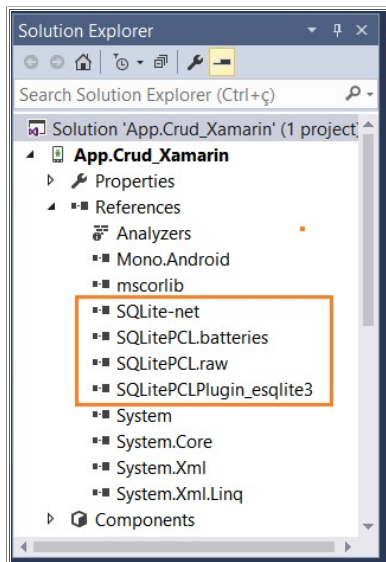 Solution Explorer
Search Solution Explorer (Ctrl+ç)
Solution 'App.Crud_Xamarin' (1 project)
App.Crud_Xamarin
Properties
References
Analyzers
Mono.Android
mscorlib
SQLite-net
SQLitePCL.batteries
SQLitePCL.raw
SQLitePCLPlugin_esqlite3
System
System.Core
System.Xml
System.Xml.Linq
Components